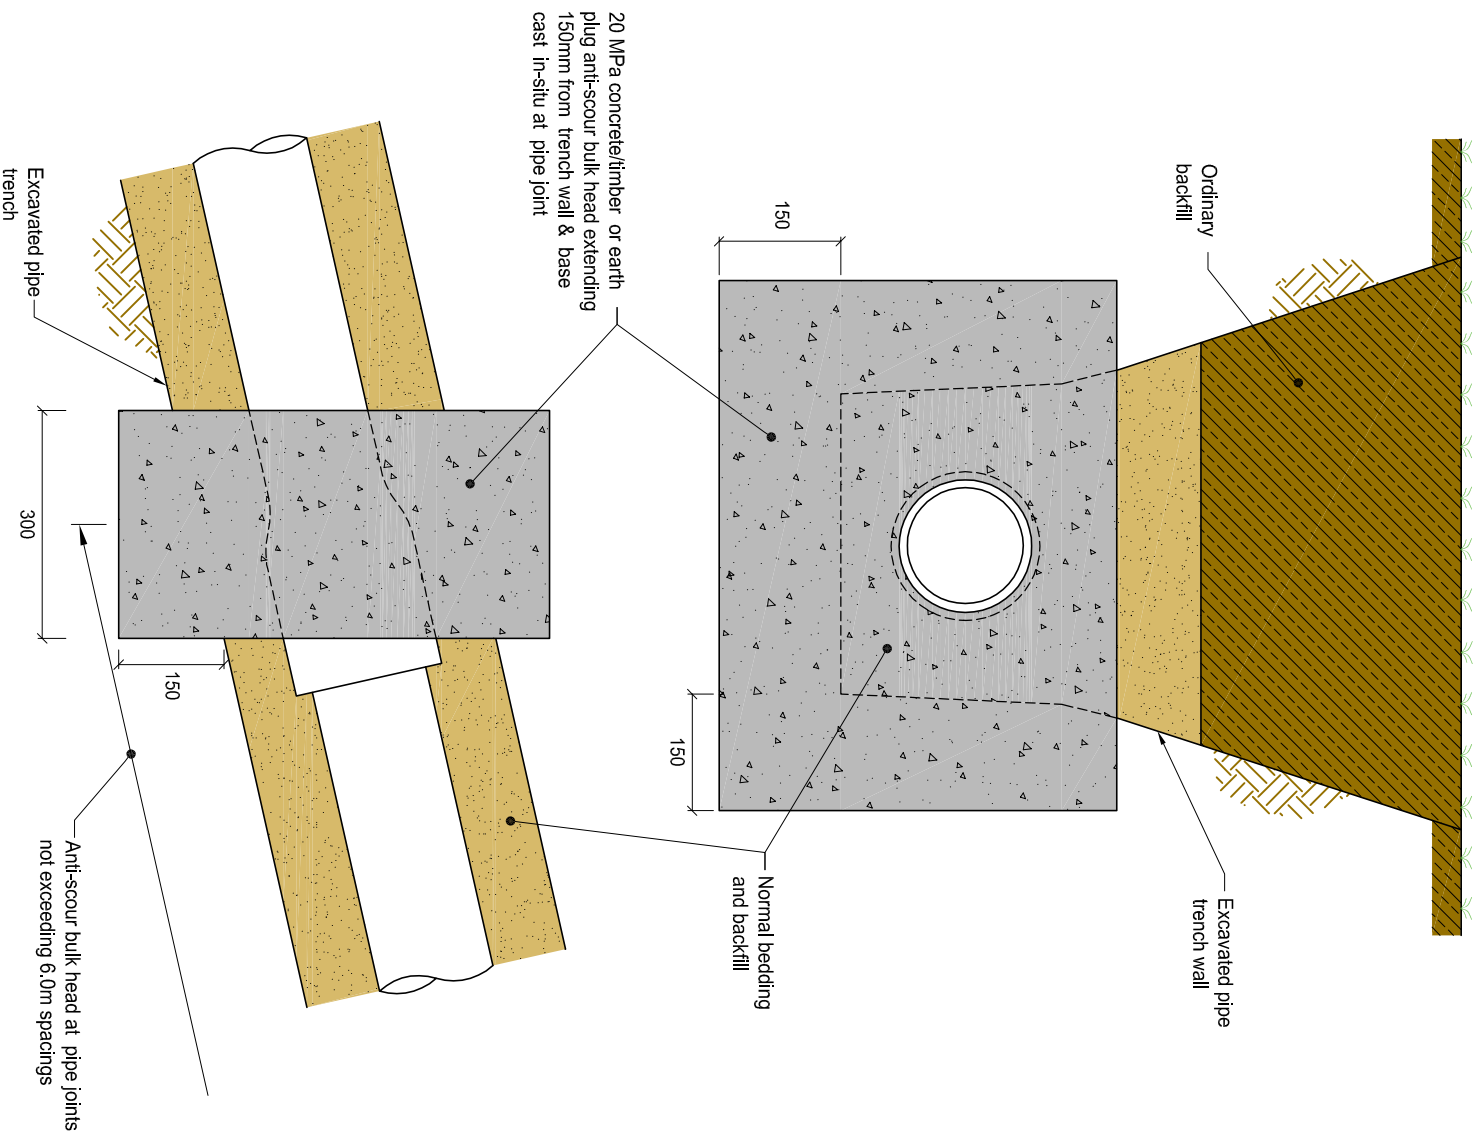 Ordinary
backfill
150
Excavated pipe
trench wall
150
Normal bedding
and backfill
20 MPa concrete/timber or earth
plug anti-scour bulk head extending
150mm from trench wall & base
cast in-situ at pipe joint
Excavated pipe
trench
300
150
Anti-scour bulk head at pipe joints
not exceeding 6.0m spacings